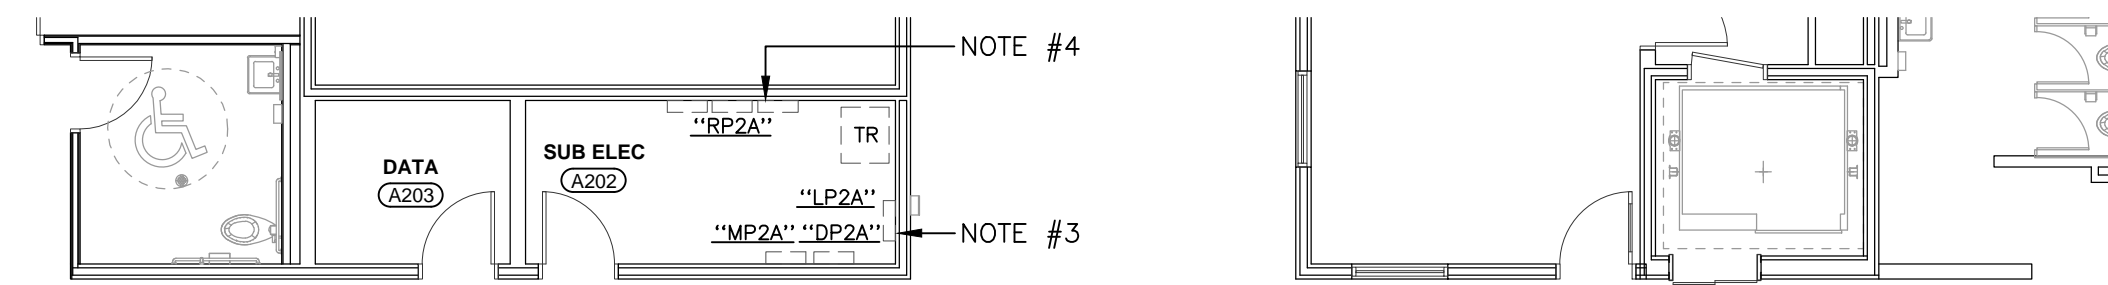 NOTE #4
"RP2A"
TR
DATA
A203
SUB ELEC
A202
"LP2A"
"MP2A" "DP2A"
NOTE #3